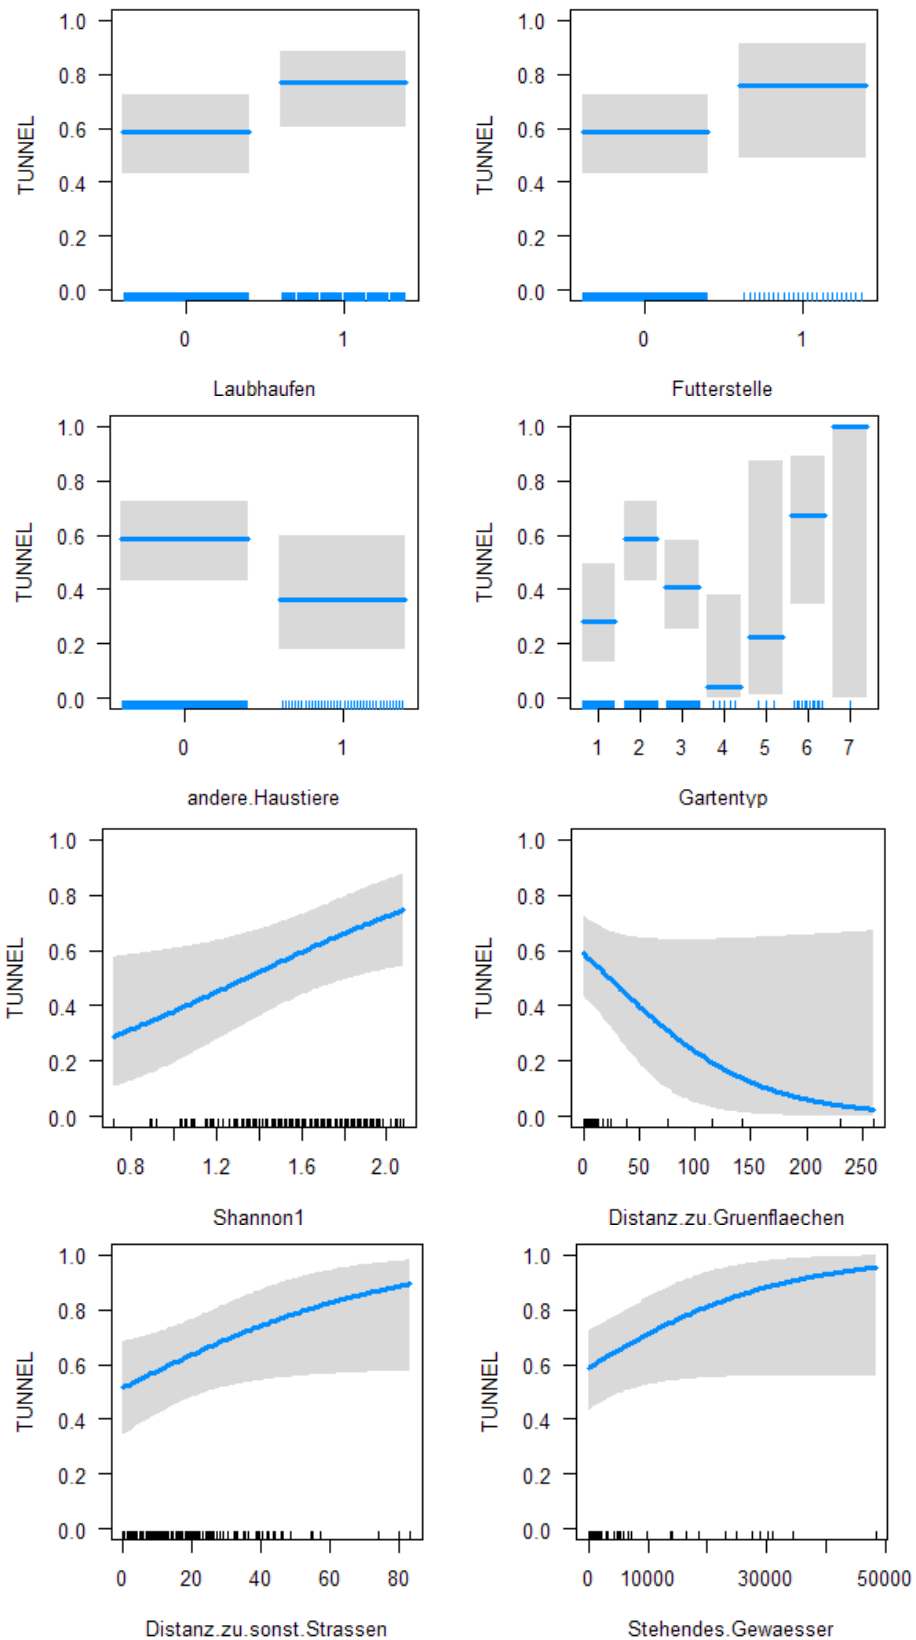 1.0
0.8
0.6
0.4
0.2
0.0
TUNNEL
0 1
Laubhaufen
1.0
0.8
0.6
0.4
0.2
0.0
TUNNEL
0 1
Futterstelle
1.0
0.8
0.6
0.4
0.2
0.0
TUNNEL
0 1
andere.Haustiere
1.0
0.8
0.6
0.4
0.2
0.0
TUNNEL
1 2 3 4 5 6 7
Gartentyp
1.0
0.8
0.6
0.4
0.2
0.0
TUNNEL
0.8 1.2 1.6 2.0
Shannon1
1.0
0.8
0.6
0.4
0.2
0.0
TUNNEL
0 50 100 150 200 250
Distanz.zu.Gruenflaechen
1.0
0.8
0.6
0.4
0.2
0.0
TUNNEL
0 20 40 60 80
Distanz.zu.sonst.Strassen
1.0
0.8
0.6
0.4
0.2
0.0
TUNNEL
0 10000 30000 50000
Stehendes.Gewaesser